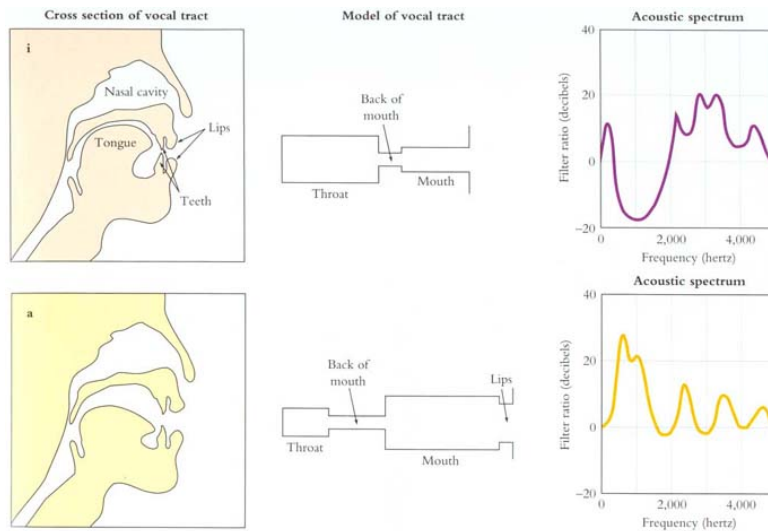 Cross section of vocal tract
Model of vocal tract
Acoustic spectrum
i
Nasal cavity
Tongue
Lips
Teeth
Back of
mouth
Throat
Mouth
40
20
0
−20
Filter ratio (decibels)
0
2,000
4,000
Frequency (hertz)
Acoustic spectrum
a
Back of
mouth
Lips
Throat
Mouth
40
20
0
−20
Filter ratio (decibels)
0
2,000
4,000
Frequency (hertz)